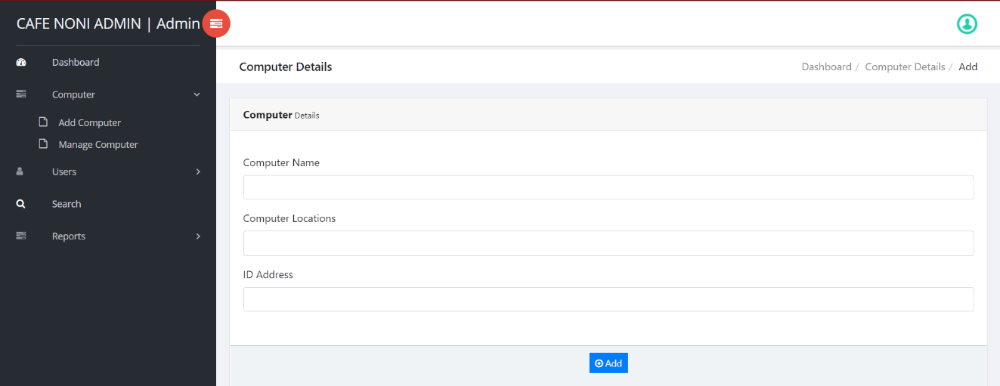 CAFE NONI ADMIN | Admin
Dashboard
Computer
Add Computer
Manage Computer
Users
Search
Reports
Computer Details
Dashboard / Computer Details / Add
Computer Details
Computer Name
Computer Locations
ID Address
Add